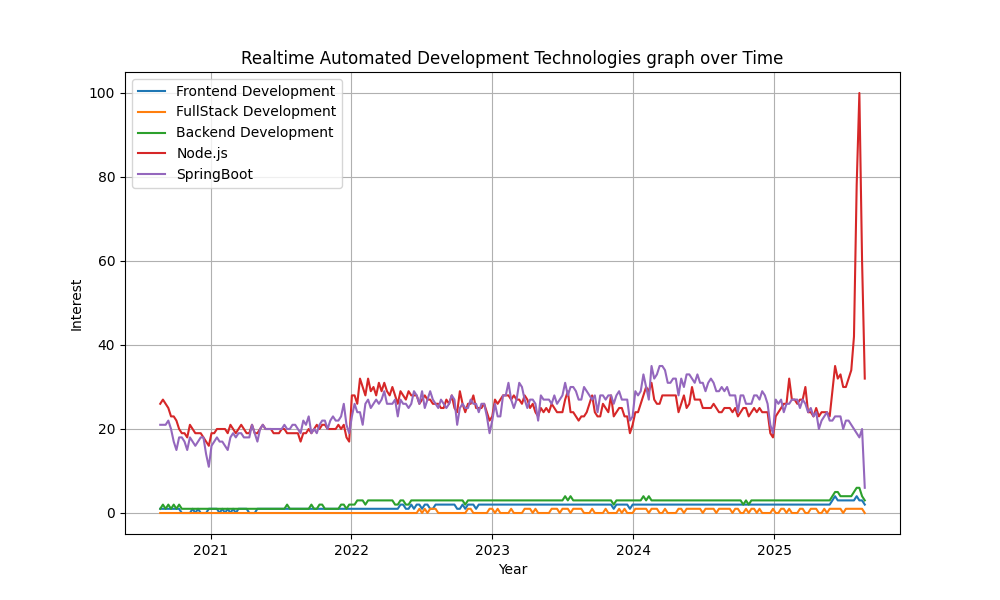 Realtime Automated Development Technologies graph over Time
Frontend Development
FullStack Development
Backend Development
Node.js
SpringBoot
Interest
100
80
60
40
20
0
2021
2022
2023
2024
2025
Year